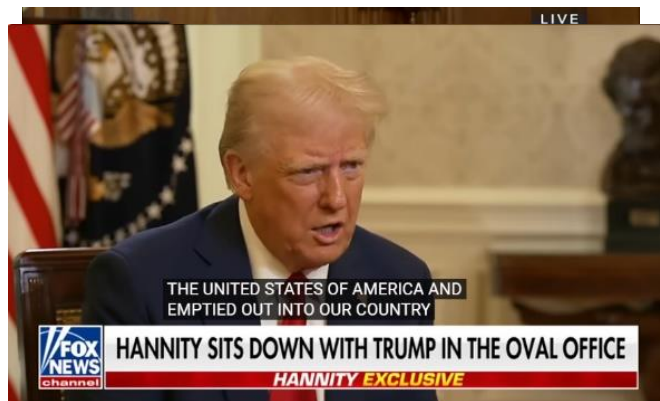 LIVE
THE UNITED STATES OF AMERICA AND
EMPTIED OUT INTO OUR COUNTRY
FOX
NEWS
channel
HANNITY SITS DOWN WITH TRUMP IN THE OVAL OFFICE
HANNITY EXCLUSIVE